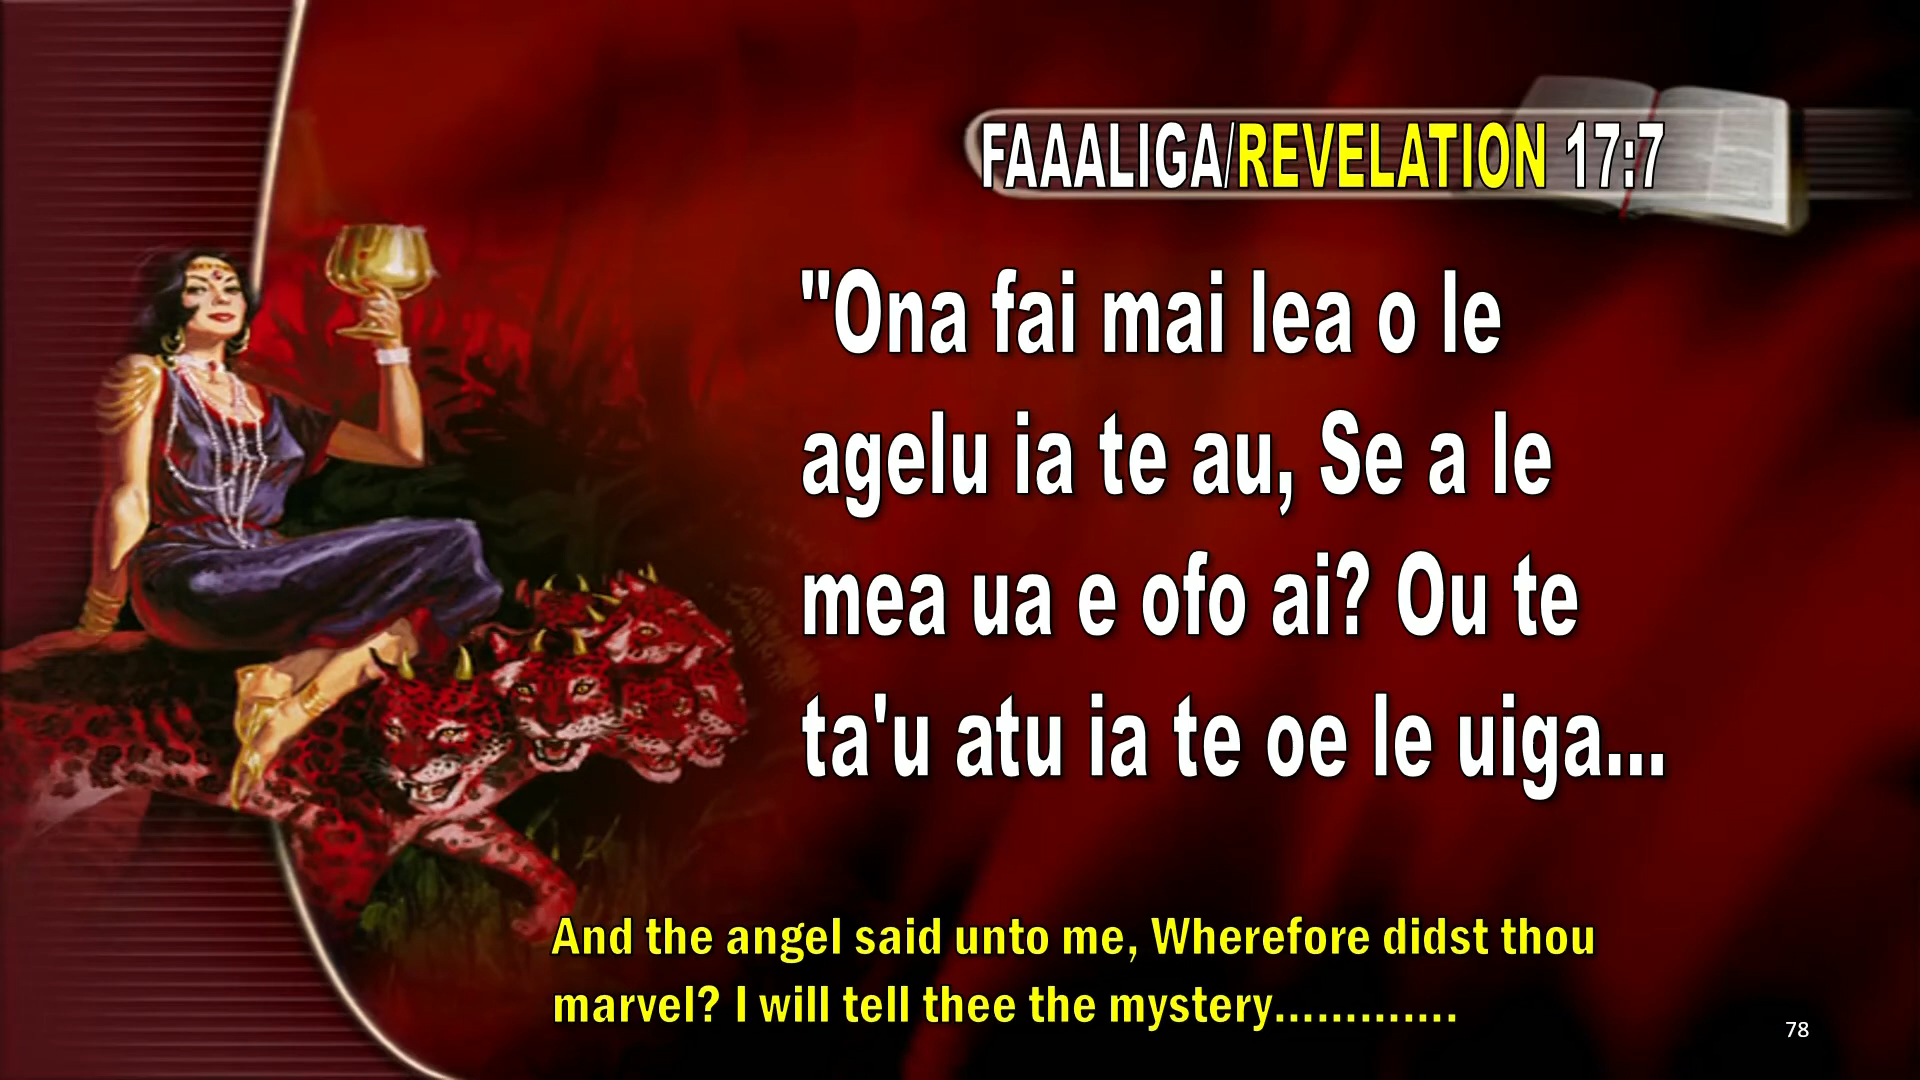 FAAALIGA/REVELATION 17:7
"Ona fai mai lea o le
agelu ia te au, Se a le
mea ua e ofo ai? Ou te
ta'u atu ia te oe le uiga...
And the angel said unto me, Wherefore didst thou
marvel? I will tell thee the mystery.............
78